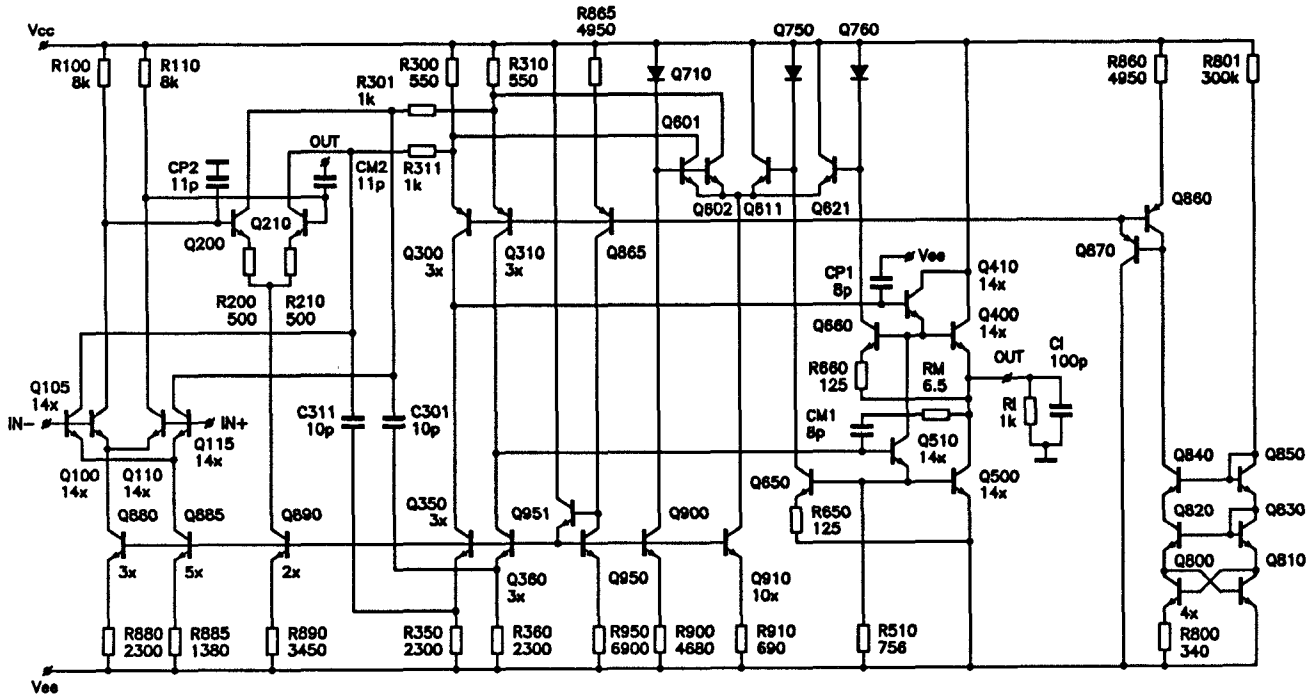 Vcc
R100
8k
R110
8k
R301
1k
R300
550
R310
550
R865
4950
Q710
Q750
Q760
R860
4950
R801
300k
Q601
OUT
CP2
11p
CM2
11p
R311
1k
Q602
Q611
Q621
Q860
Q200
Q210
Q300
3x
Q310
3x
Q865
Q870
Vee
CP1
8p
Q410
14x
R200
500
R210
500
Q660
Q400
14x
OUT
Cl
100p
R660
125
RM
6.5
Rl
1k
Q105
14x
IN-
IN+
Q115
14x
C311
10p
C301
10p
CM1
8p
Q510
14x
Q100
14x
Q110
14x
Q650
Q500
14x
Q840
Q850
Q880
3x
Q885
5x
Q890
2x
Q350
3x
Q951
Q900
R650
125
Q820
Q830
Q360
3x
Q950
Q910
10x
Q800
4x
Q810
R880
2300
R885
1380
R890
3450
R350
2300
R360
2300
R950
6900
R900
4680
R910
690
R510
756
R800
340
Vee